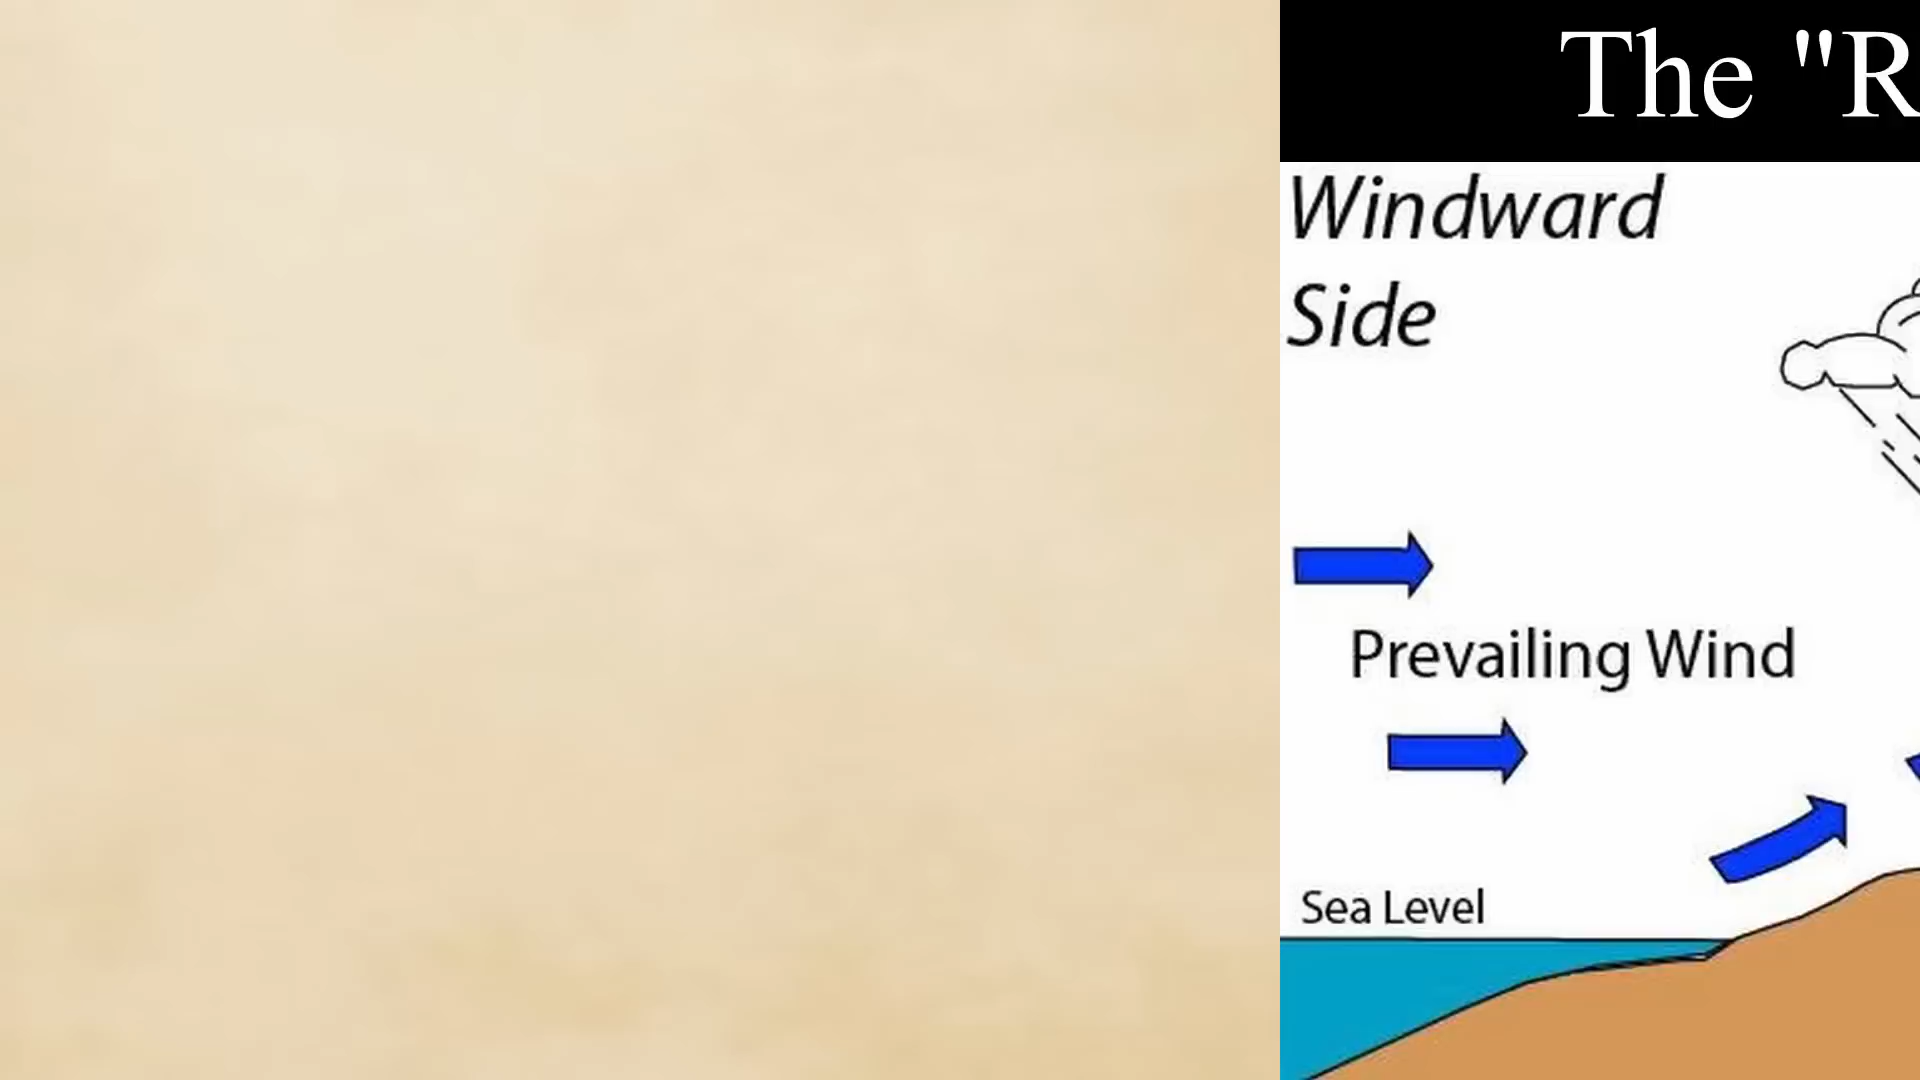 The "R
Windward
Side
Prevailing Wind
Sea Level